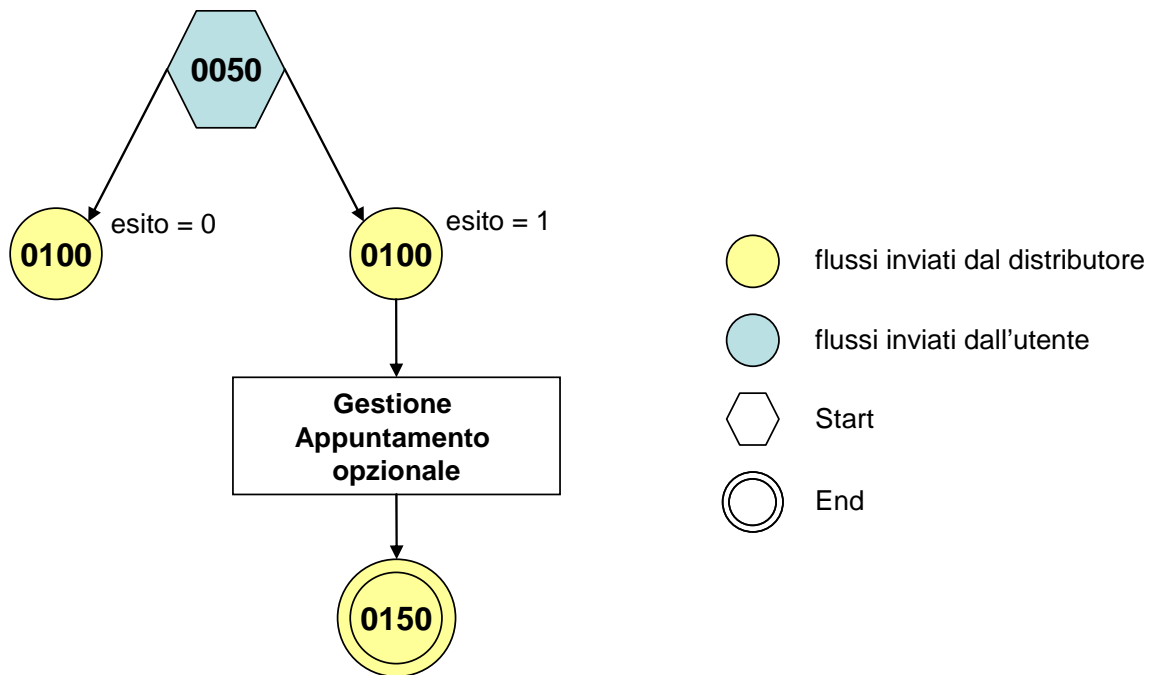 0050
esito = 0
esito = 1
0100
0100
Gestione
Appuntamento
opzionale
0150
flussi inviati dal distributore
flussi inviati dall'utente
Start
End